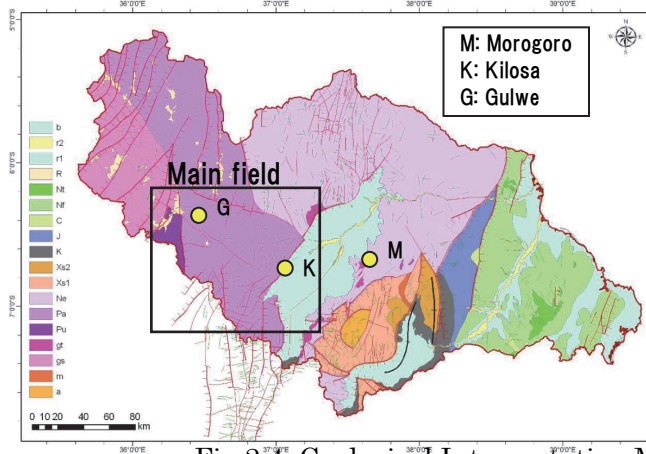 36°0'0"E 37°0'0"E 38°0'0"E 39°0'0"E
5°0'0"S
6°0'0"S
7°0'0"S
N
W E
S
M: Morogoro
K: Kilosa
G: Gulwe
Main field
G
K
M
b
r2
r1
R
Nt
Nf
C
J
K
Xs2
Xs1
Ne
Pa
Pu
gt
gs
m
a
0 10 20 40 60 80
km
36°0'0"E 37°0'0"E 38°0'0"E 39°0'0"E